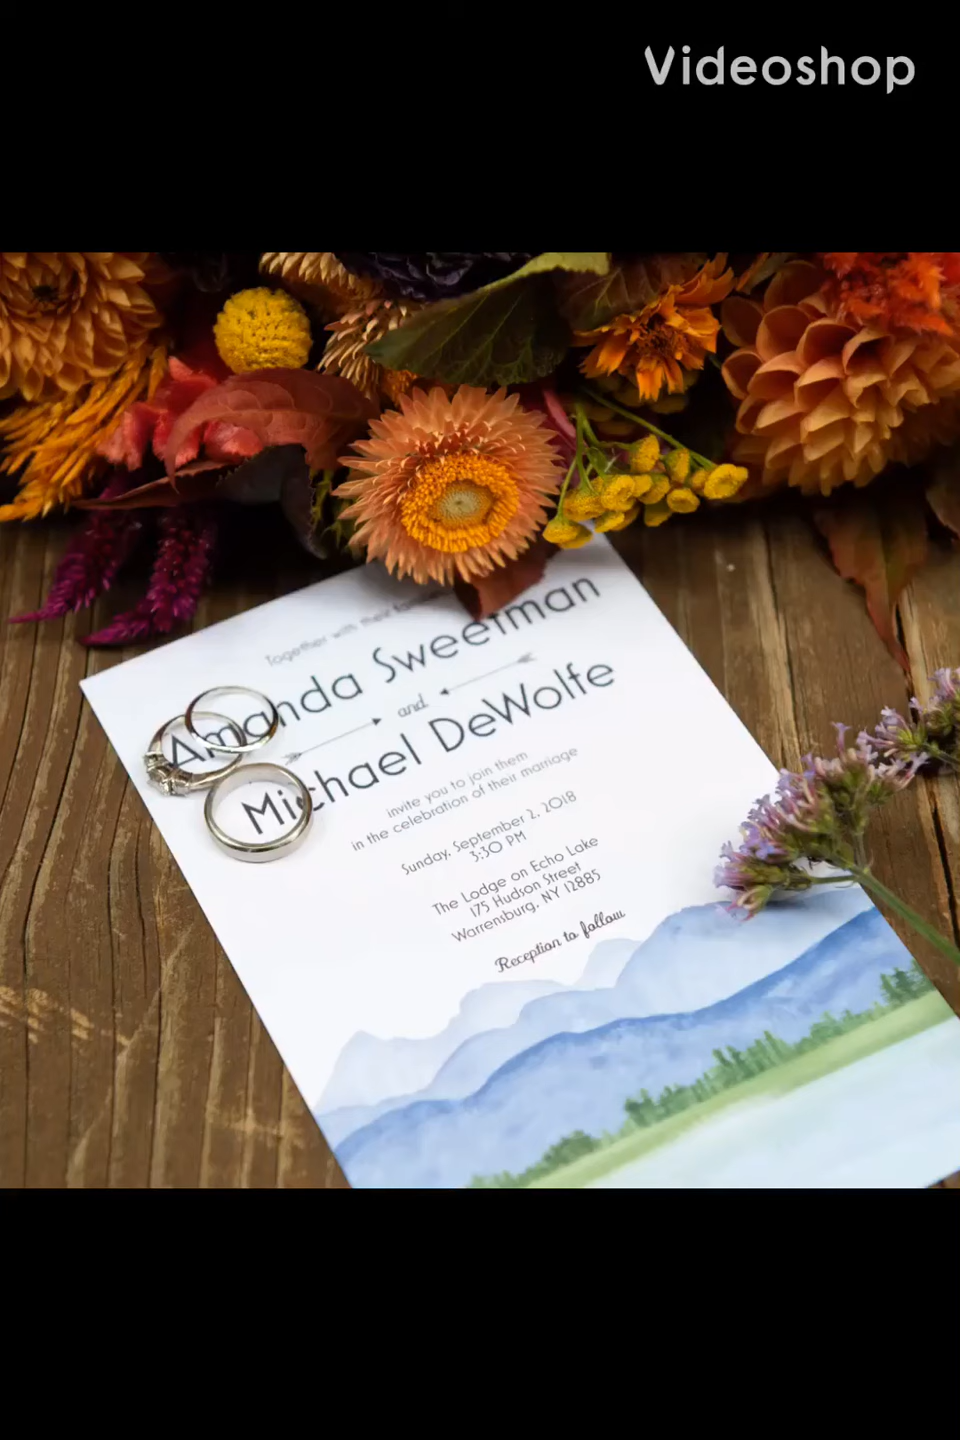 Videoshop
Together with their families
Amanda Sweetman
and
Michael DeWolfe
invite you to join them
in the celebration of their marriage
Sunday, September 2, 2018
3:30 PM
The Lodge on Echo Lake
175 Hudson Street
Warrensburg, NY 12885
Reception to follow